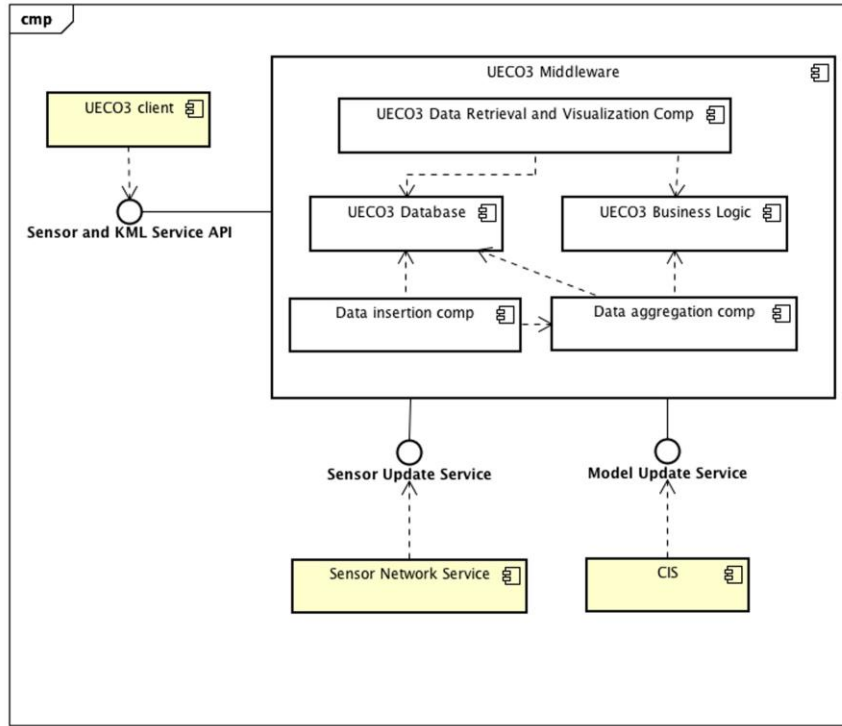 cmp
UECO3 Middleware
UECO3 client
UECO3 Data Retrieval and Visualization Comp
UECO3 Database
UECO3 Business Logic
Sensor and KML Service API
Data insertion comp
Data aggregation comp
Sensor Update Service
Model Update Service
Sensor Network Service
CIS